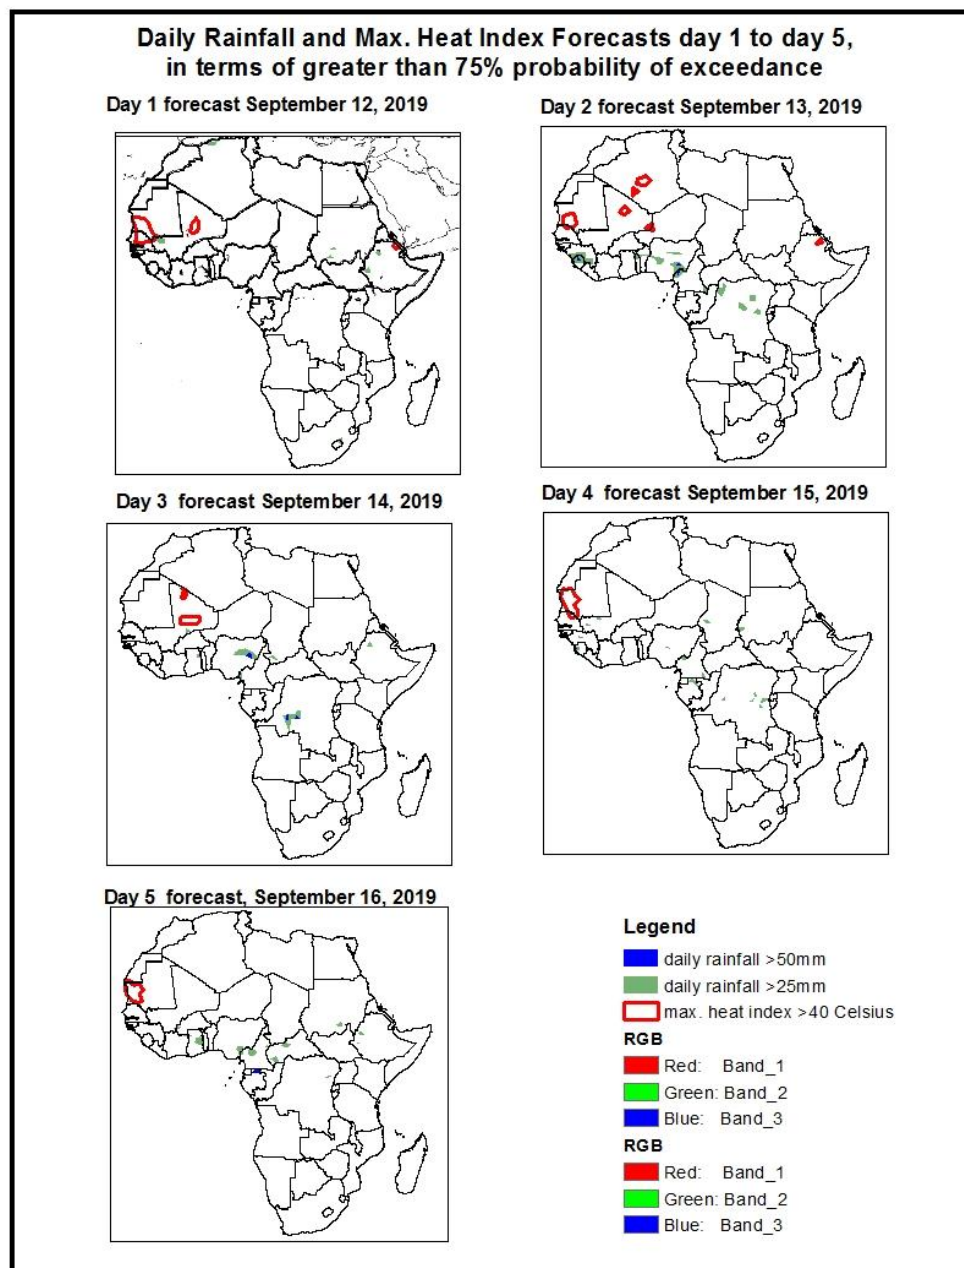 Daily Rainfall and Max. Heat Index Forecasts day 1 to day 5,
in terms of greater than 75% probability of exceedance
Day 1 forecast September 12, 2019
Day 2 forecast September 13, 2019
Day 3 forecast September 14, 2019
Day 4 forecast September 15, 2019
Day 5 forecast, September 16, 2019
Legend
daily rainfall >50mm
daily rainfall >25mm
max. heat index >40 Celsius
RGB
Red: Band_1
Green: Band_2
Blue: Band_3
RGB
Red: Band_1
Green: Band_2
Blue: Band_3